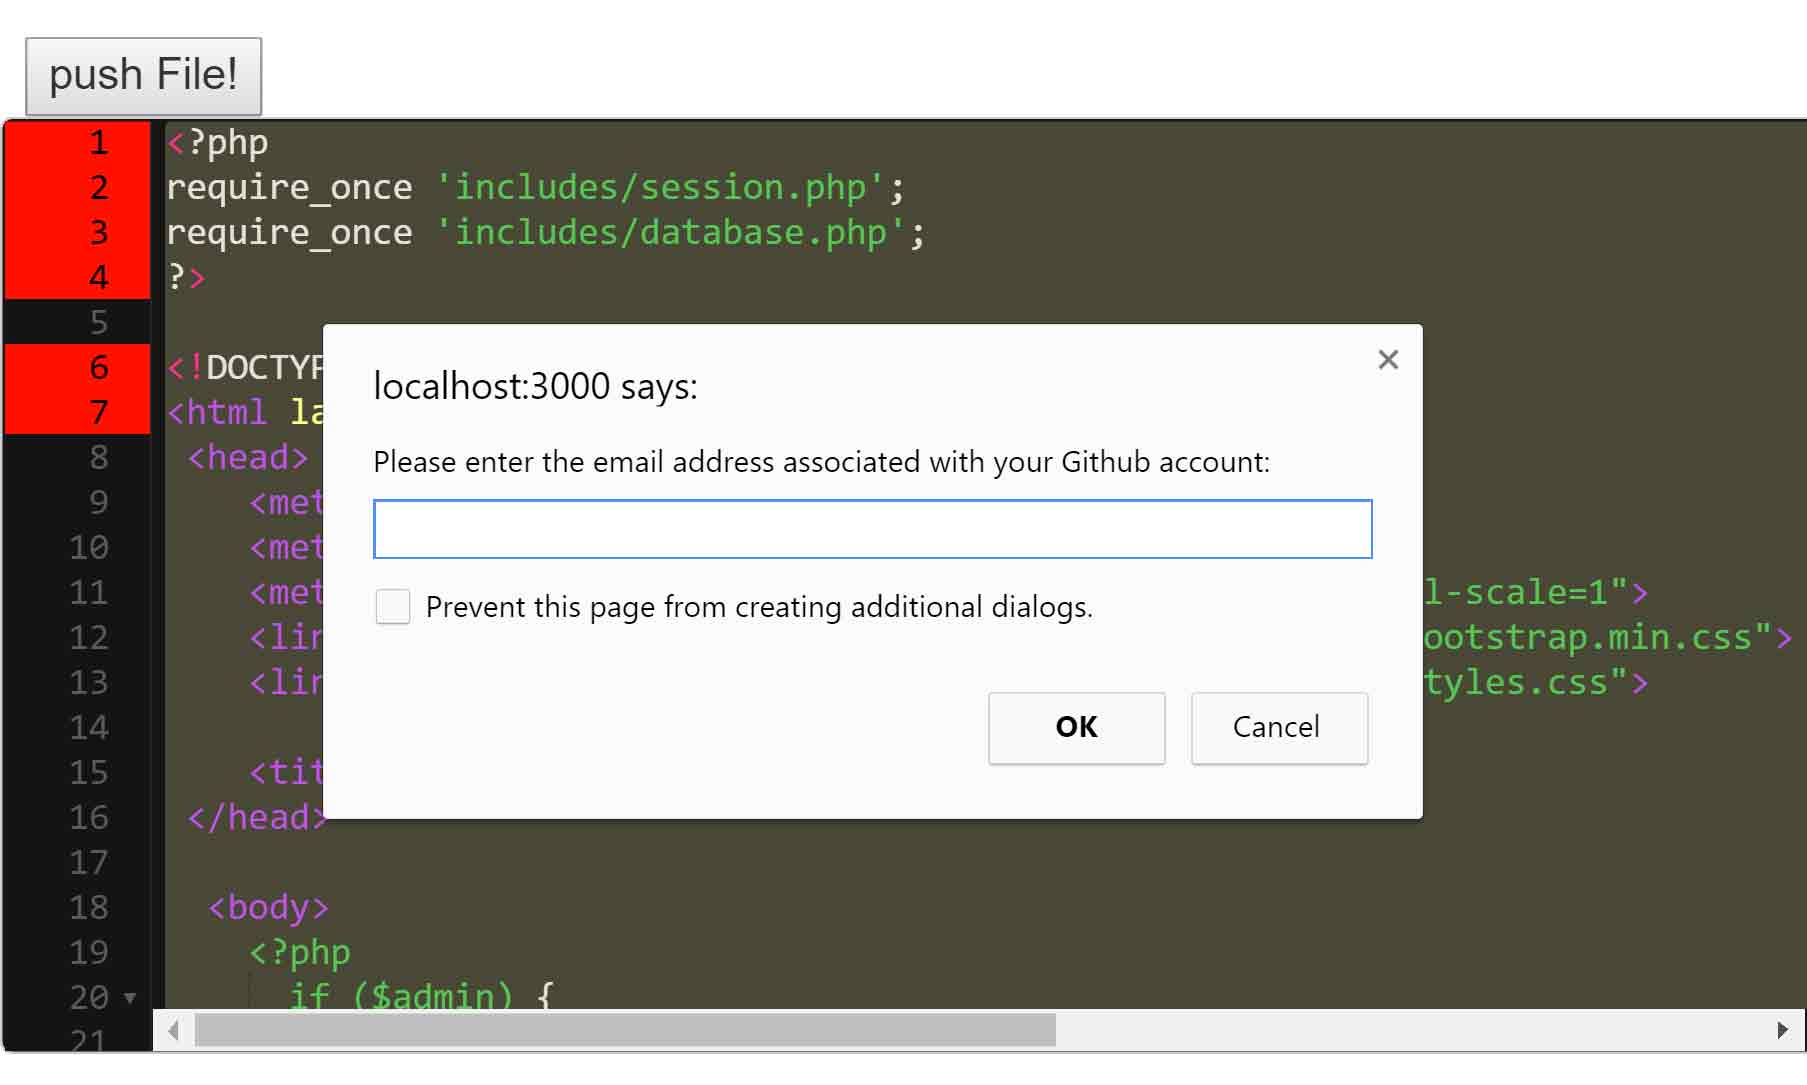 push File!
1 <?php
2 require_once 'includes/session.php';
3 require_once 'includes/database.php';
4 ?>
5
6 <!DOCTYP
7 <html la
8 <head>
9 <met
10 <met
11 <met l-scale=1">
12 <lin ootstrap.min.css">
13 <lin tyles.css">
14
15 <tit
16 </head>
17
18 <body>
19 <?php
20 if ($admin) {
21
localhost:3000 says:
Please enter the email address associated with your Github account:
Prevent this page from creating additional dialogs.
OK Cancel